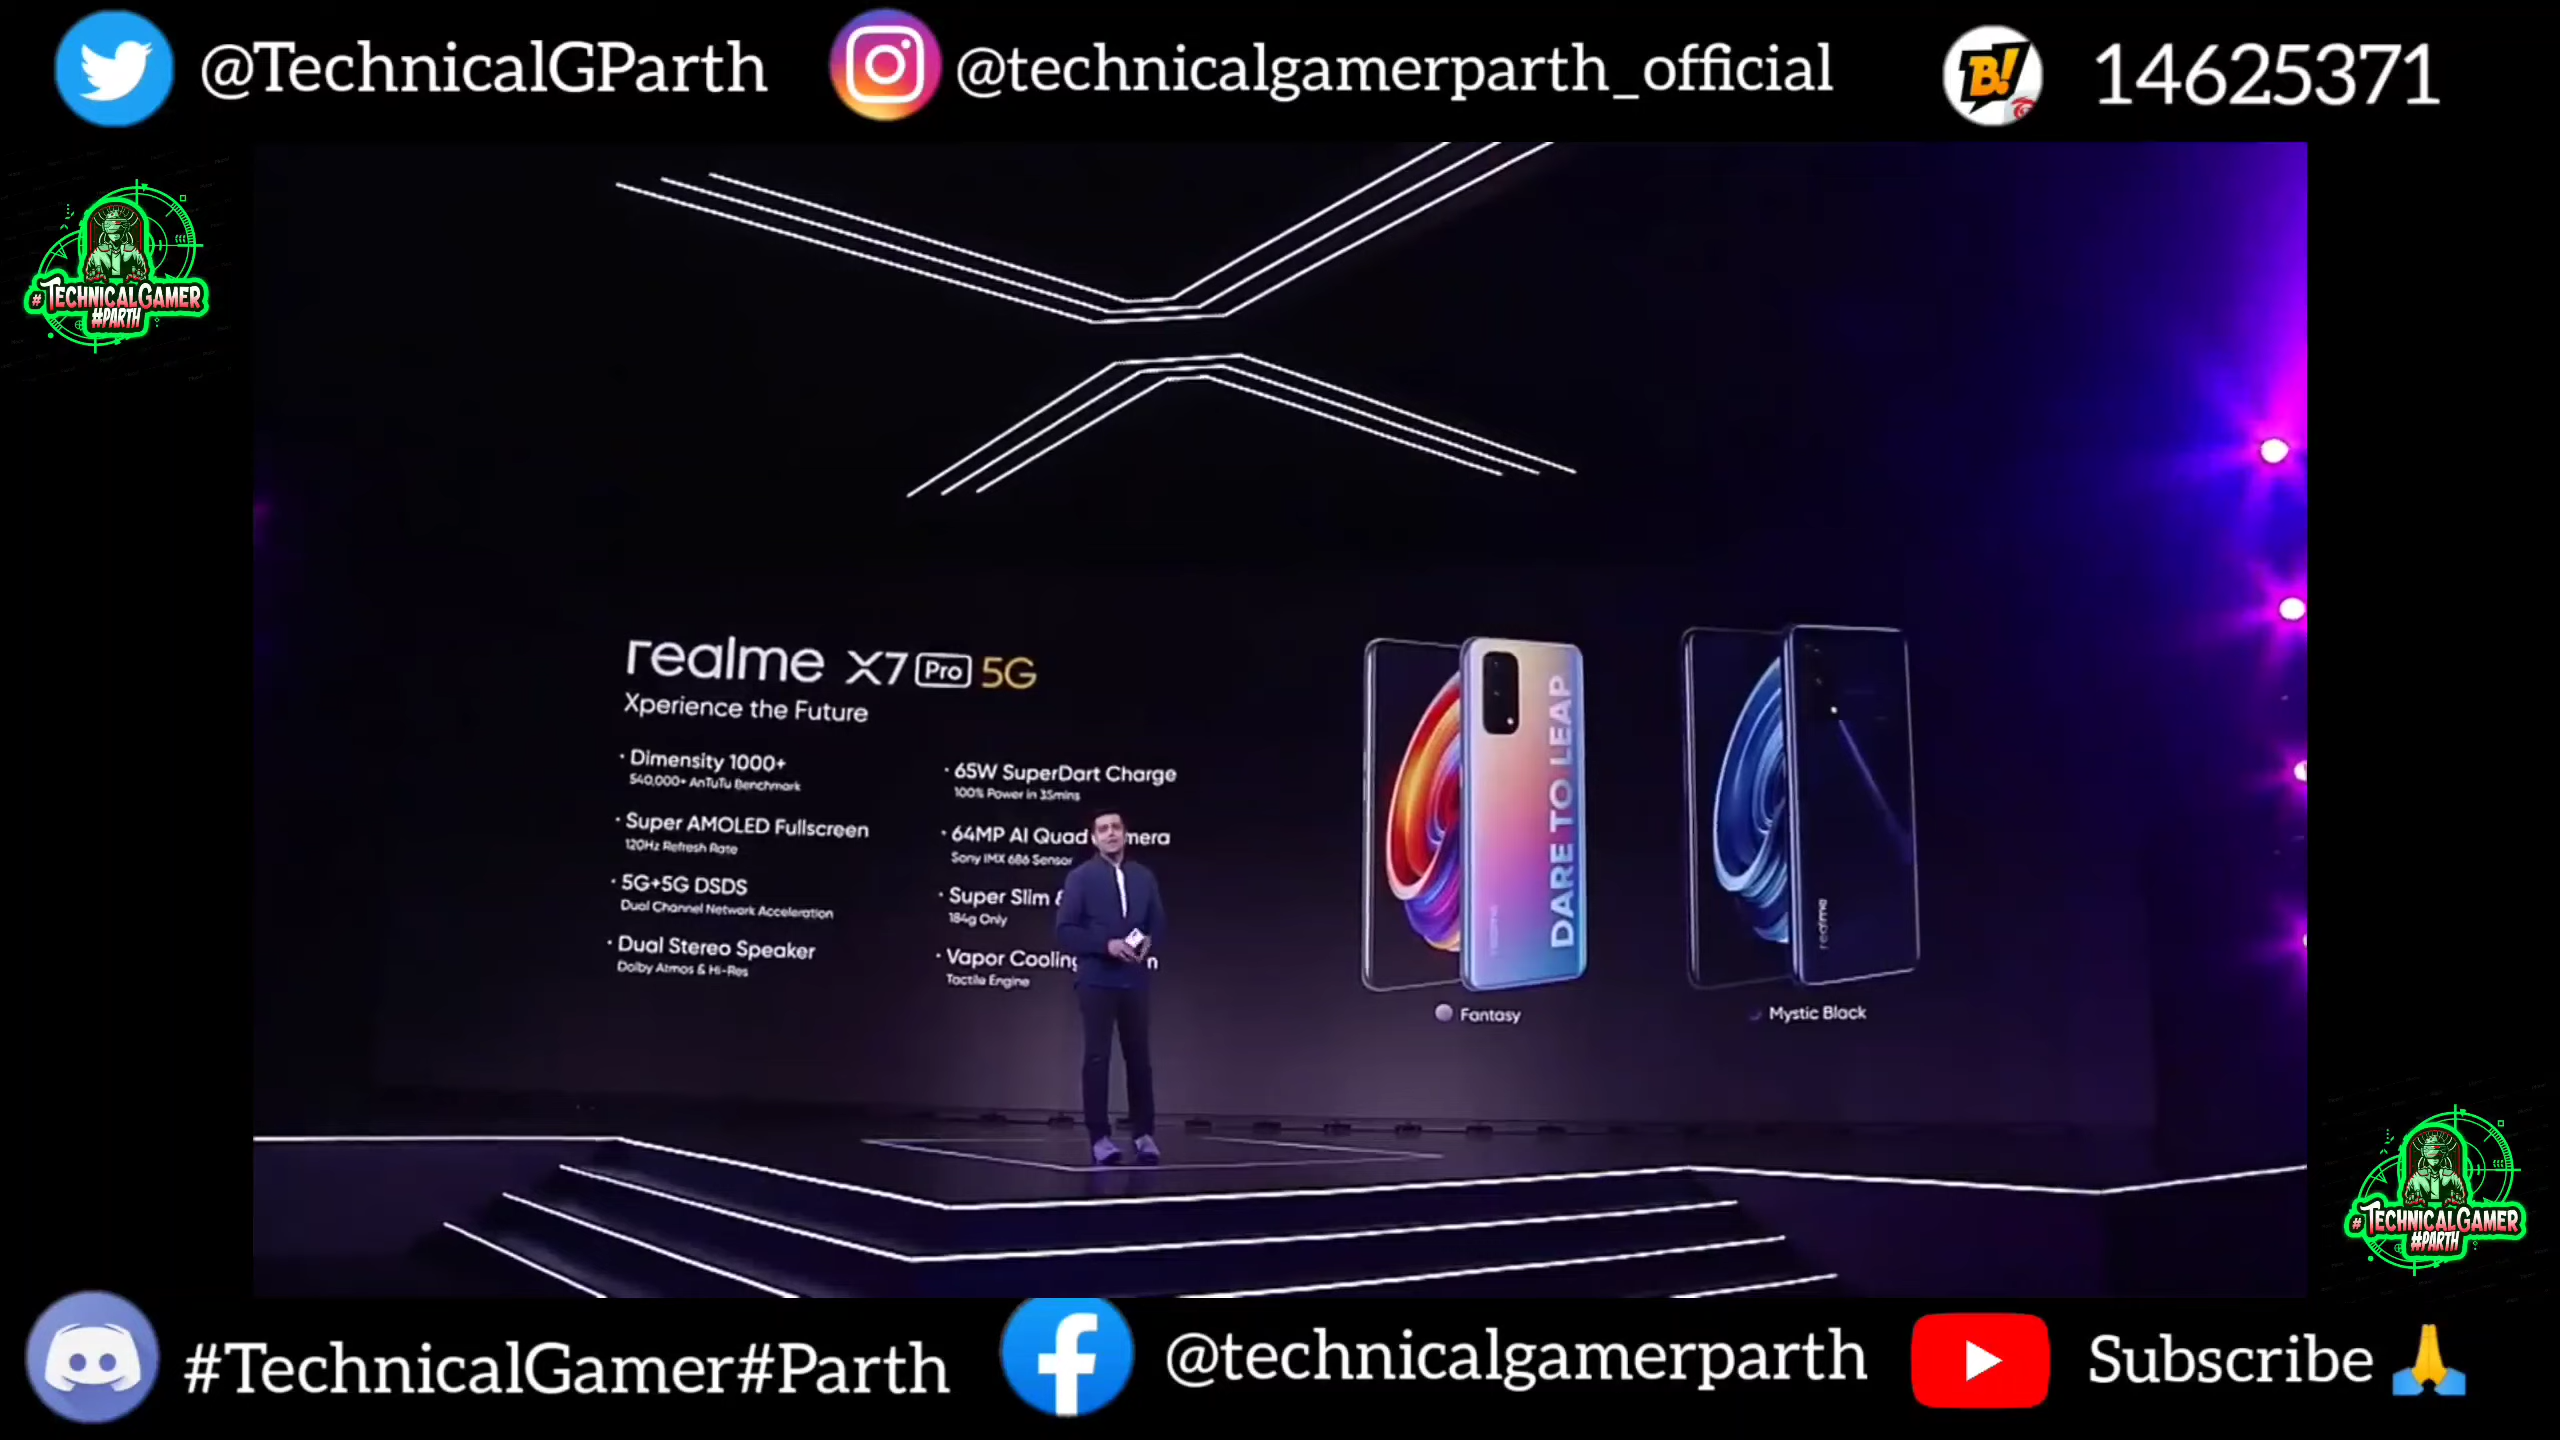 @TechnicalGParth
@technicalgamerparth_official
B!
14625371
#TECHNICALGAMER
#PARTH
realme X7 Pro 5G
Xperience the Future
· Dimensity 1000+
540,000+ AnTuTu Benchmark
· Super AMOLED Fullscreen
120Hz Refresh Rate
· 5G+5G DSDS
Dual Channel Network Acceleration
· Dual Stereo Speaker
Dolby Atmos & Hi-Res
· 65W SuperDart Charge
100% Power in 35mins
· 64MP AI Quad mera
Sony IMX 686 Sensor
· Super Slim
184g Only
· Vapor Cooling n
Tactile Engine
DARE TO LEAP
realme
Fantasy
realme
Mystic Black
#TECHNICALGAMER
#PARTH
#TechnicalGamer#Parth
@technicalgamerparth
Subscribe 🙏